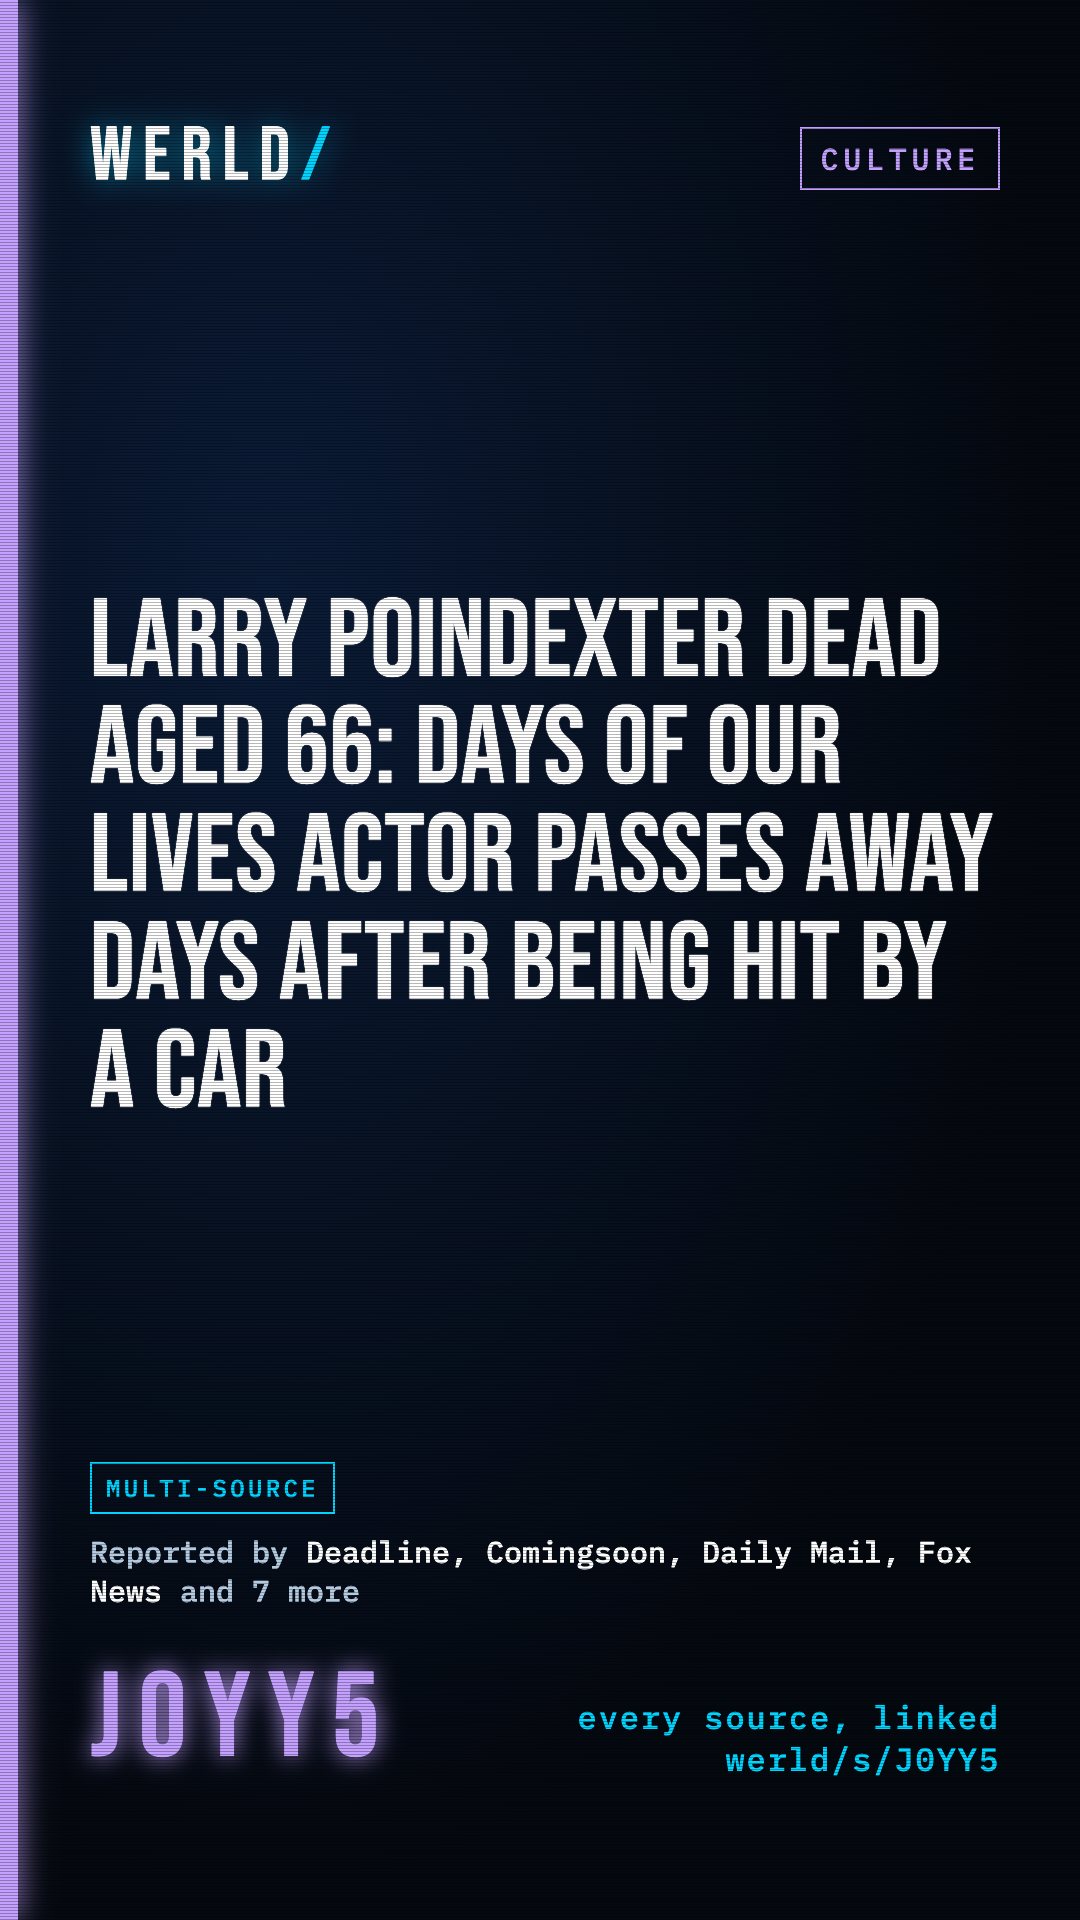 WERLD/
CULTURE
LARRY POINDEXTER DEAD
AGED 66: DAYS OF OUR
LIVES ACTOR PASSES AWAY
DAYS AFTER BEING HIT BY
A CAR
MULTI-SOURCE
Reported by Deadline, Comingsoon, Daily Mail, Fox
News and 7 more
J0YY5
every source, linked
werld/s/J0YY5